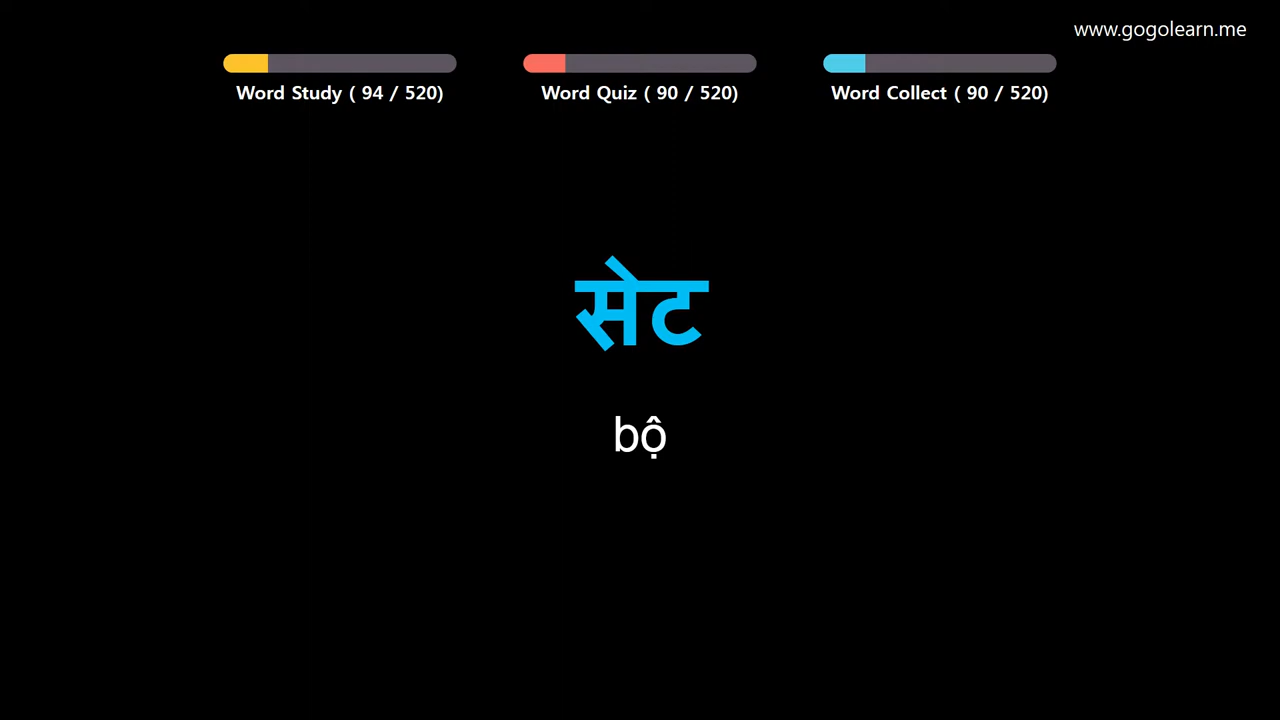 www.gogolearn.me
Word Study ( 94 / 520)
Word Quiz ( 90 / 520)
Word Collect ( 90 / 520)
सेट
bộ